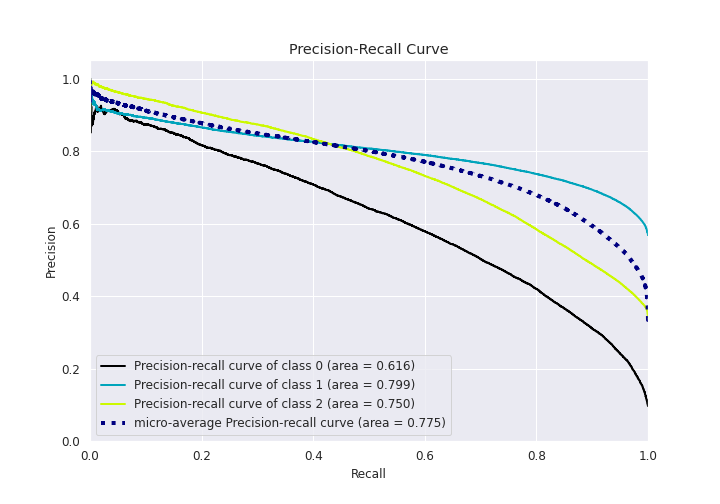 Precision-Recall Curve
1.0
0.8
0.6
0.4
0.2
0.0
Precision
Precision-recall curve of class 0 (area = 0.616)
Precision-recall curve of class 1 (area = 0.799)
Precision-recall curve of class 2 (area = 0.750)
micro-average Precision-recall curve (area = 0.775)
0.0 0.2 0.4 0.6 0.8 1.0
Recall